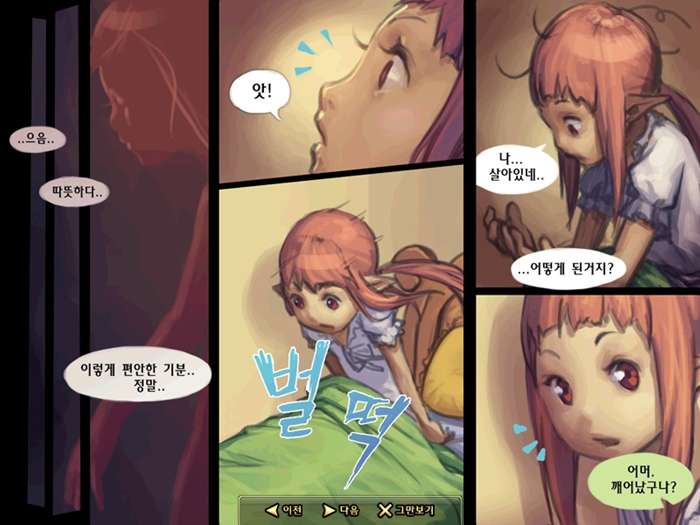 ..으음..
따뜻하다..
이렇게 편안한 기분..
정말..
앗!
벌떡
나...
살아있네..
...어떻게 된거지?
어머.
깨어났구나?
이전 다음 그만보기